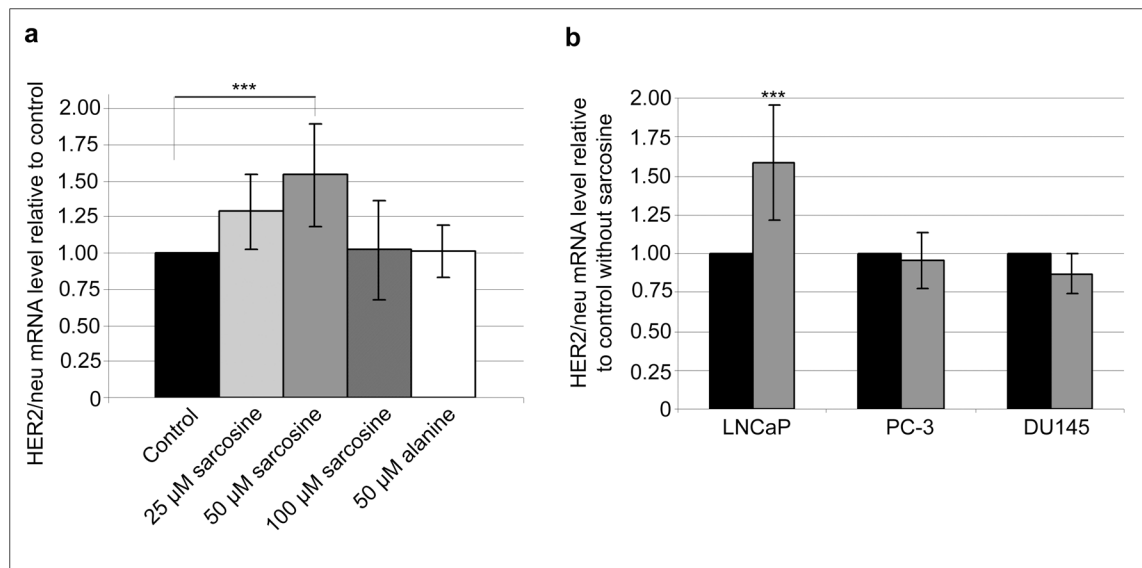 a
HER2/neu mRNA level relative to control
***
2.00
1.75
1.50
1.25
1.00
0.75
0.50
0.25
0
Control
25 µM sarcosine
50 µM sarcosine
100 µM sarcosine
50 µM alanine
b
HER2/neu mRNA level relative
to control without sarcosine
***
2.00
1.75
1.50
1.25
1.00
0.75
0.50
0.25
0
LNCaP
PC-3
DU145